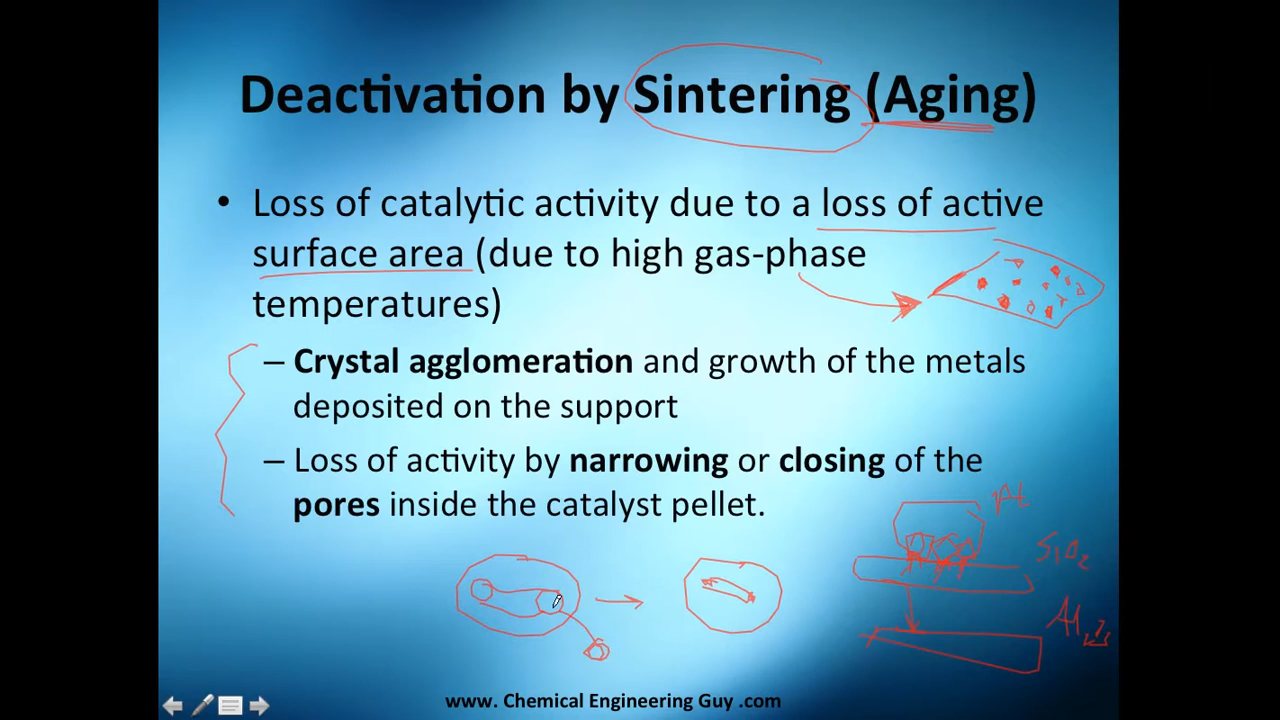 Deactivation by Sintering (Aging)
• Loss of catalytic activity due to a loss of active
surface area (due to high gas-phase
temperatures)
– Crystal agglomeration and growth of the metals
deposited on the support
– Loss of activity by narrowing or closing of the
pores inside the catalyst pellet.
Pt
SiO2
www. Chemical Engineering Guy .com